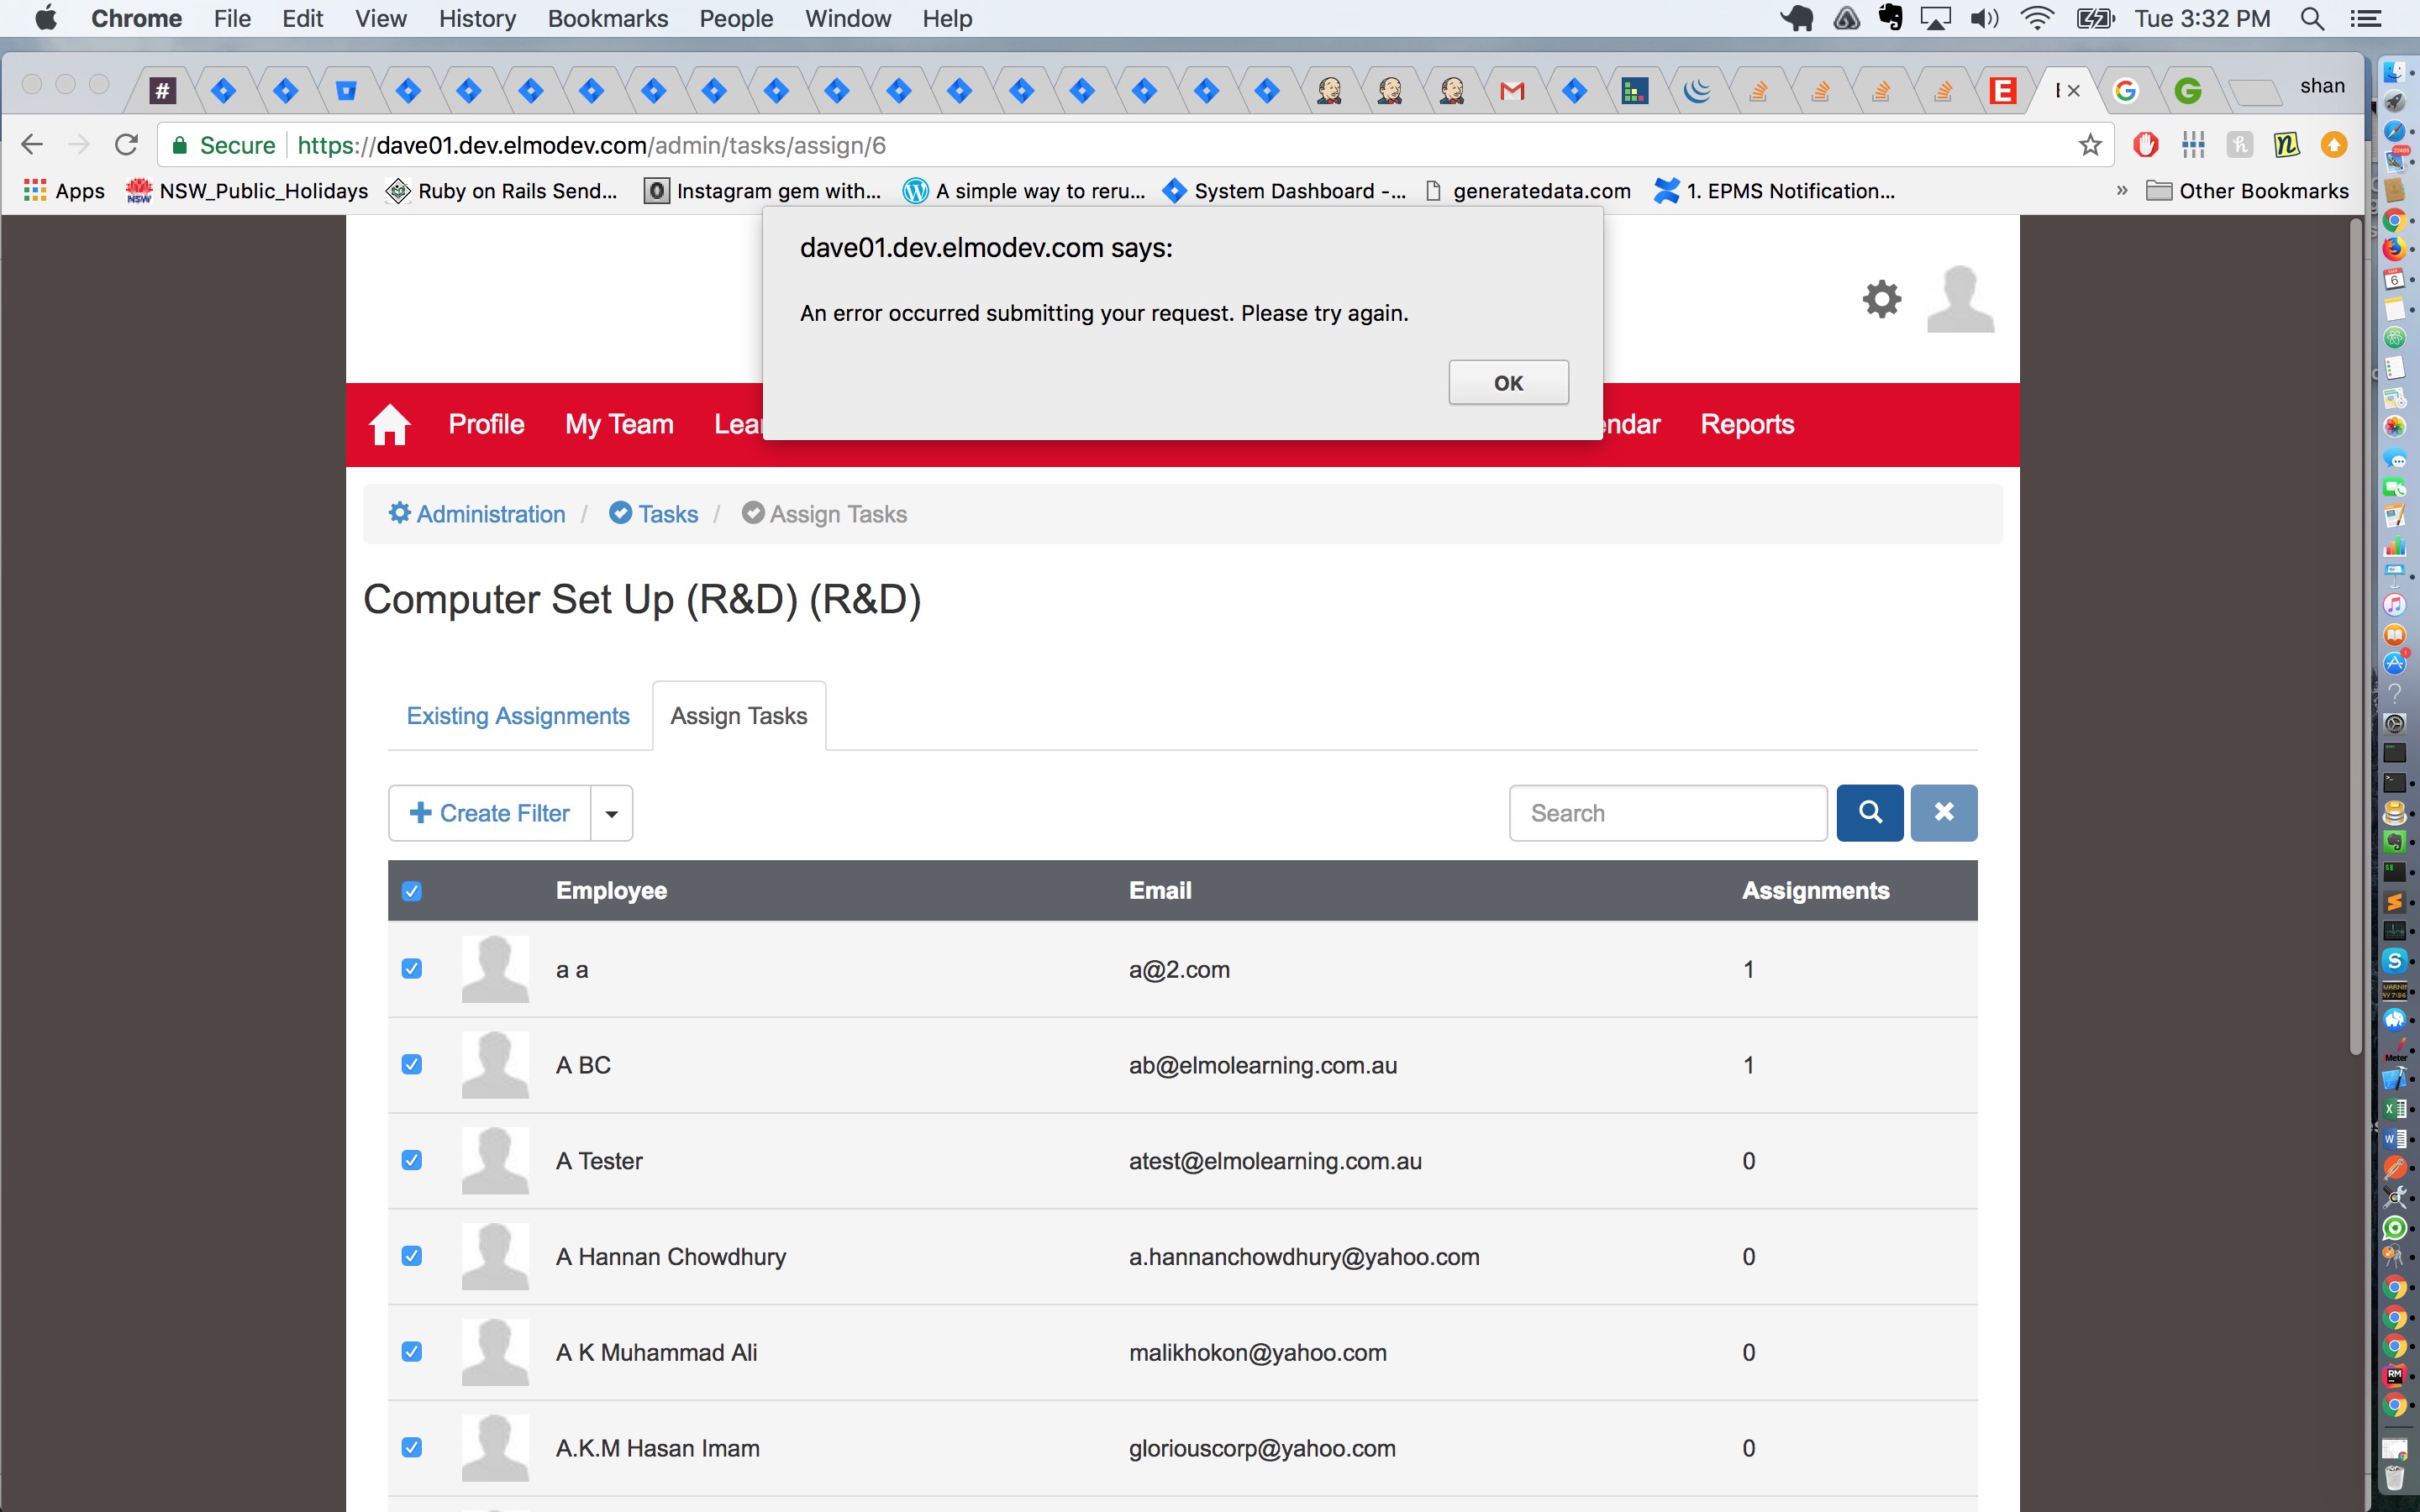 Chrome File Edit View History Bookmarks People Window Help Tue 3:32 PM
# shan
Secure https://dave01.dev.elmodev.com/admin/tasks/assign/6
Apps NSW_Public_Holidays Ruby on Rails Send... Instagram gem with... A simple way to reru... System Dashboard -... generatedata.com 1. EPMS Notification... » Other Bookmarks
dave01.dev.elmodev.com says:
An error occurred submitting your request. Please try again.
OK
Profile My Team Lear endar Reports
Administration / Tasks / Assign Tasks
Computer Set Up (R&D) (R&D)
Existing Assignments Assign Tasks
Create Filter Search
Employee Email Assignments
a a a@2.com 1
A BC ab@elmolearning.com.au 1
A Tester atest@elmolearning.com.au 0
A Hannan Chowdhury a.hannanchowdhury@yahoo.com 0
A K Muhammad Ali malikhokon@yahoo.com 0
A.K.M Hasan Imam gloriouscorp@yahoo.com 0